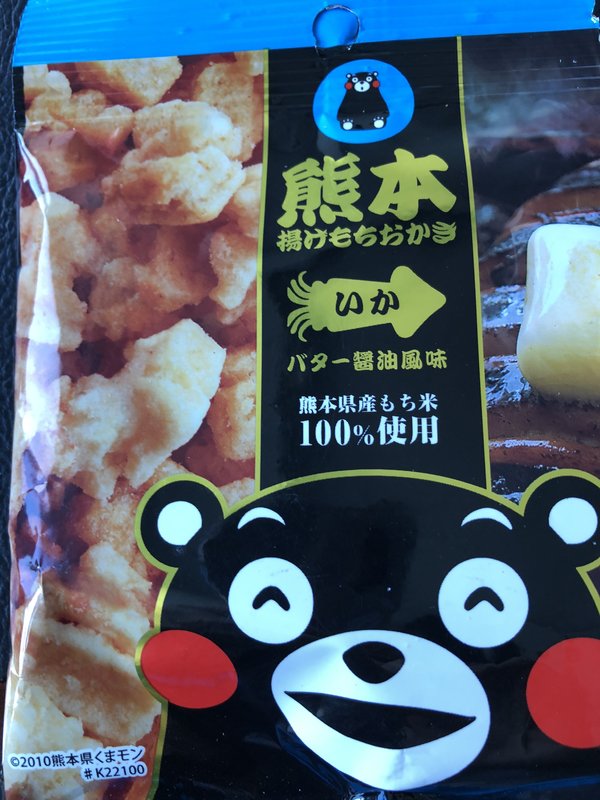 熊本
揚げもちおかき
いか
バター醤油風味
熊本県産もち米
100%使用
©2010熊本県くまモン
#K22100